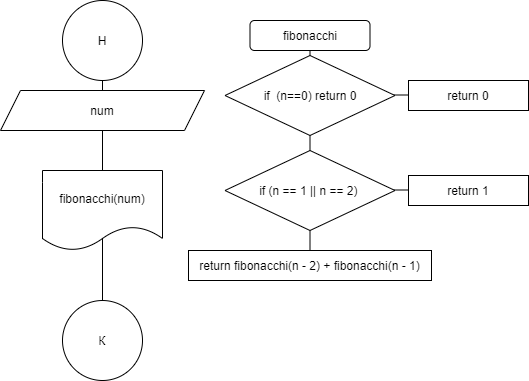 Н
num
fibonacchi(num)
К
fibonacchi
if (n==0) return 0
return 0
if (n == 1 || n == 2)
return 1
return fibonacchi(n - 2) + fibonacchi(n - 1)